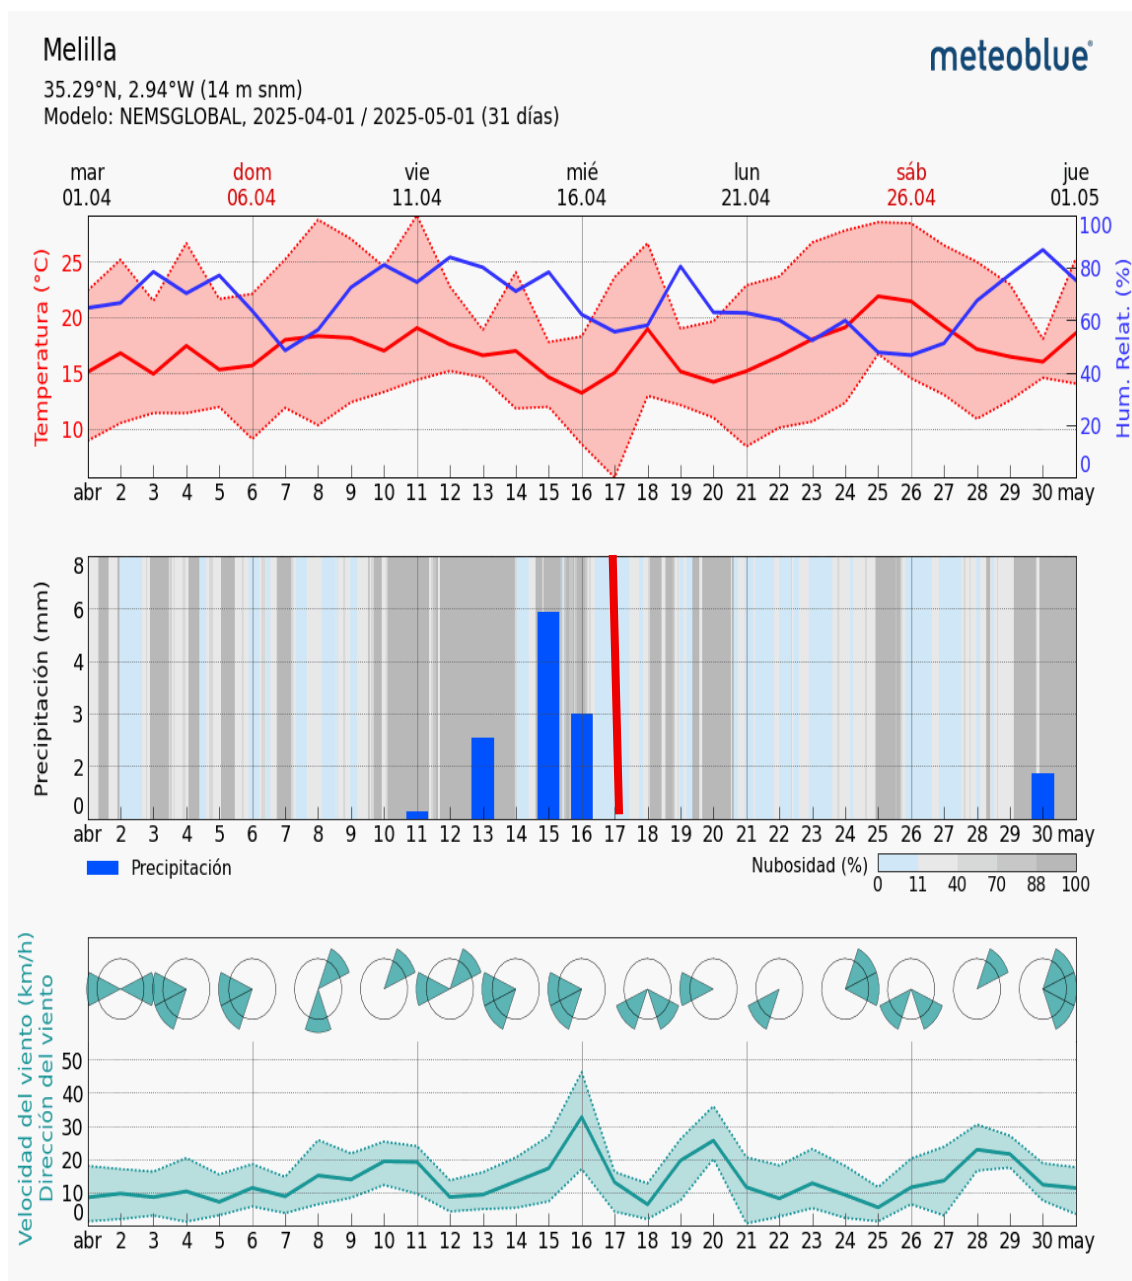 Melilla
meteoblue®
35.29°N, 2.94°W (14 m snm)
Modelo: NEMSGLOBAL, 2025-04-01 / 2025-05-01 (31 días)
mar dom vie mié lun sáb jue
01.04 06.04 11.04 16.04 21.04 26.04 01.05
Temperatura (°C)
25
20
15
10
Hum. Relat. (%)
100
80
60
40
20
0
abr 2 3 4 5 6 7 8 9 10 11 12 13 14 15 16 17 18 19 20 21 22 23 24 25 26 27 28 29 30 may
Precipitación (mm)
8
6
4
3
2
0
abr 2 3 4 5 6 7 8 9 10 11 12 13 14 15 16 17 18 19 20 21 22 23 24 25 26 27 28 29 30 may
Precipitación
Nubosidad (%)
0 11 40 70 88 100
Velocidad del viento (km/h)
Dirección del viento
50
40
30
20
10
0
abr 2 3 4 5 6 7 8 9 10 11 12 13 14 15 16 17 18 19 20 21 22 23 24 25 26 27 28 29 30 may